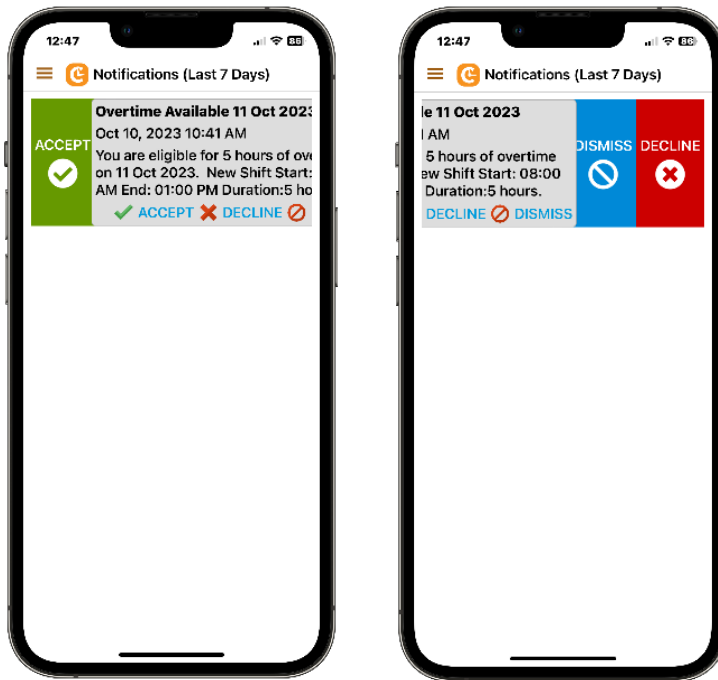 12:47
86
Notifications (Last 7 Days)
ACCEPT
Overtime Available 11 Oct 2023
Oct 10, 2023 10:41 AM
You are eligible for 5 hours of ove
on 11 Oct 2023. New Shift Start:
AM End: 01:00 PM Duration:5 ho
ACCEPT DECLINE
12:47
86
Notifications (Last 7 Days)
le 11 Oct 2023
AM
5 hours of overtime
ew Shift Start: 08:00
Duration:5 hours.
DECLINE DISMISS
DISMISS
DECLINE